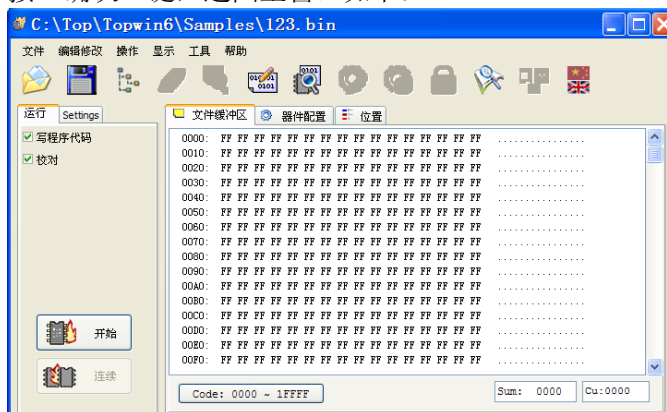 C:\Top\Topwin6\Samples\123.bin
文件 编辑修改 操作 显示 工具 帮助
运行 Settings
文件缓冲区 器件配置 位置
写程序代码
校对
0000: FF FF FF FF FF FF FF FF FF FF FF FF FF FF FF FF ................
0010: FF FF FF FF FF FF FF FF FF FF FF FF FF FF FF FF ................
0020: FF FF FF FF FF FF FF FF FF FF FF FF FF FF FF FF ................
0030: FF FF FF FF FF FF FF FF FF FF FF FF FF FF FF FF ................
0040: FF FF FF FF FF FF FF FF FF FF FF FF FF FF FF FF ................
0050: FF FF FF FF FF FF FF FF FF FF FF FF FF FF FF FF ................
0060: FF FF FF FF FF FF FF FF FF FF FF FF FF FF FF FF ................
0070: FF FF FF FF FF FF FF FF FF FF FF FF FF FF FF FF ................
0080: FF FF FF FF FF FF FF FF FF FF FF FF FF FF FF FF ................
0090: FF FF FF FF FF FF FF FF FF FF FF FF FF FF FF FF ................
00A0: FF FF FF FF FF FF FF FF FF FF FF FF FF FF FF FF ................
00B0: FF FF FF FF FF FF FF FF FF FF FF FF FF FF FF FF ................
00C0: FF FF FF FF FF FF FF FF FF FF FF FF FF FF FF FF ................
00D0: FF FF FF FF FF FF FF FF FF FF FF FF FF FF FF FF ................
00E0: FF FF FF FF FF FF FF FF FF FF FF FF FF FF FF FF ................
00F0: FF FF FF FF FF FF FF FF FF FF FF FF FF FF FF FF ................
开始
连续
Code: 0000 ~ 1FFFF
Sum: 0000
Cu:0000